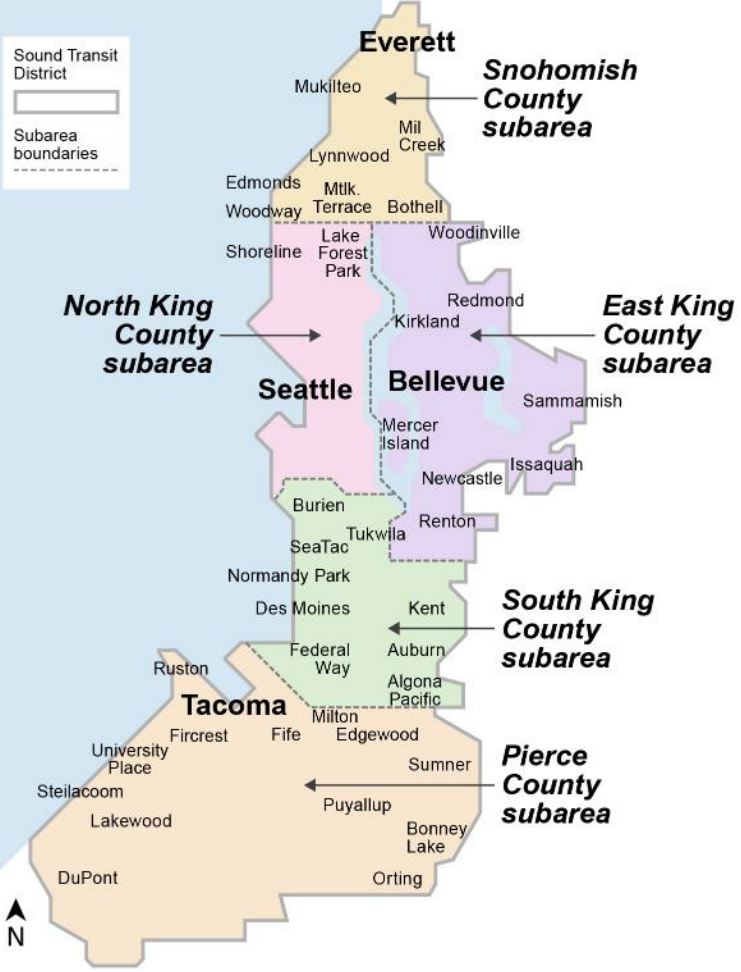 Everett
Sound Transit
District
Snohomish
County
subarea
Mukilteo
Subarea
boundaries
Mil
Creek
Lynnwood
Edmonds
Mtlk.
Terrace
Woodway
Bothell
Woodinville
Lake
Forest
Park
Shoreline
Redmond
North King
County
subarea
East King
County
subarea
Kirkland
Seattle
Bellevue
Sammamish
Mercer
Island
Issaquah
Newcastle
Burien
Renton
Tukwila
SeaTac
Normandy Park
South King
County
subarea
Des Moines
Kent
Federal
Way
Auburn
Ruston
Algona
Pacific
Tacoma
Milton
Fircrest
Fife
Edgewood
University
Place
Sumner
Pierce
County
subarea
Steilacoom
Puyallup
Lakewood
Bonney
Lake
DuPont
Orting
N